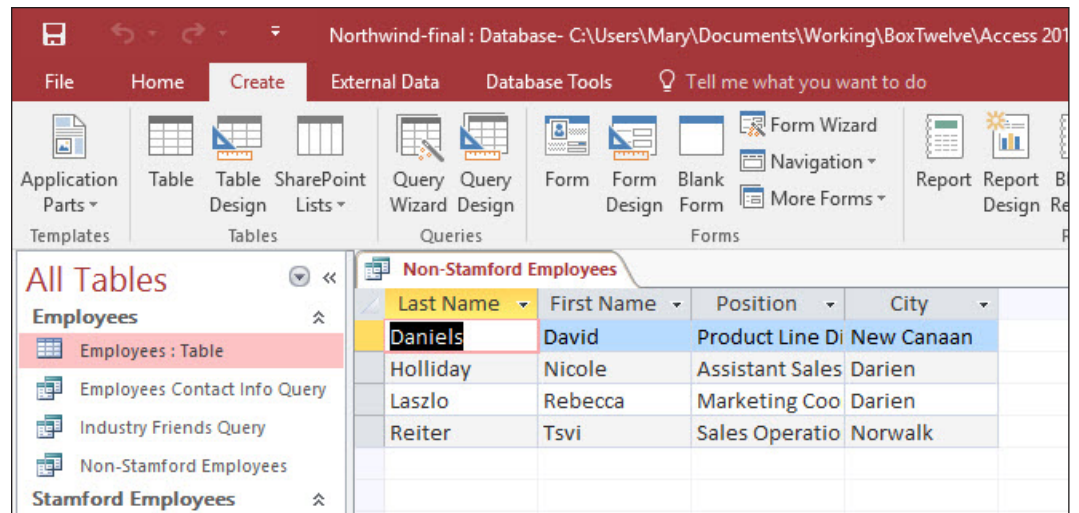 Northwind-final : Database- C:\Users\Mary\Documents\Working\BoxTwelve\Access 201
File Home Create External Data Database Tools Tell me what you want to do
Application Parts
Table
Table Design
SharePoint Lists
Query Wizard
Query Design
Form
Form Design
Blank Form
Form Wizard
Navigation
More Forms
Report
Report Design
Templates Tables Queries Forms
All Tables
Employees
Employees : Table
Employees Contact Info Query
Industry Friends Query
Non-Stamford Employees
Stamford Employees
Non-Stamford Employees
Last Name First Name Position City
Daniels David Product Line Di New Canaan
Holliday Nicole Assistant Sales Darien
Laszlo Rebecca Marketing Coo Darien
Reiter Tsvi Sales Operatio Norwalk